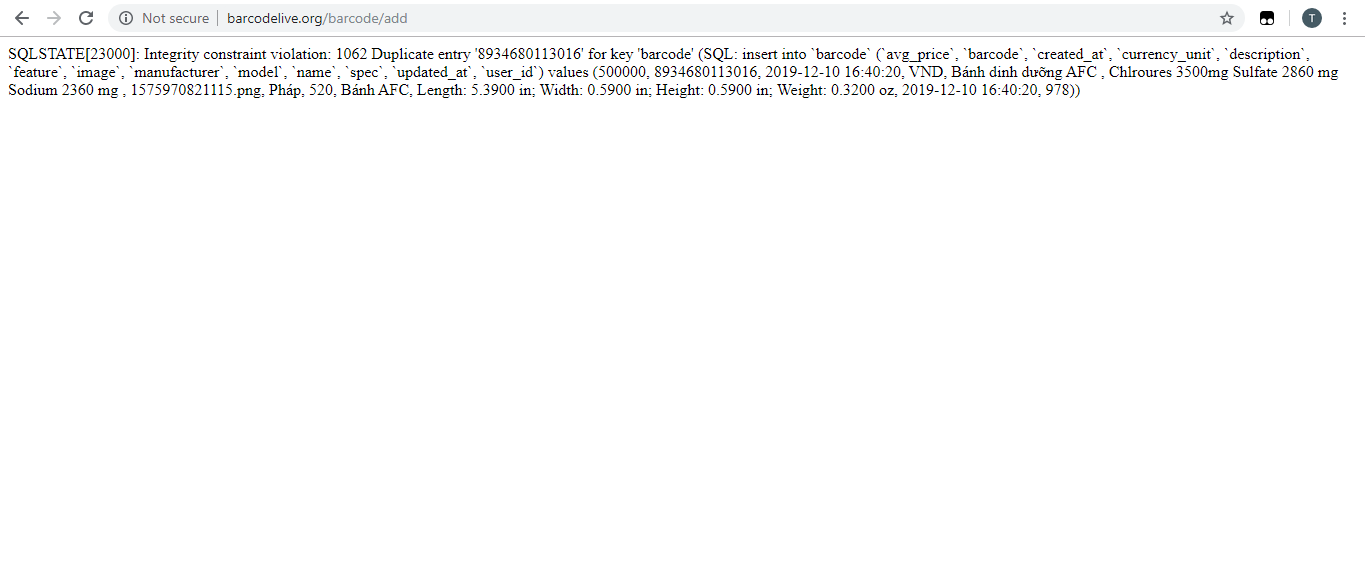 Not secure barcodelive.org/barcode/add T
SQLSTATE[23000]: Integrity constraint violation: 1062 Duplicate entry '8934680113016' for key 'barcode' (SQL: insert into `barcode` (`avg_price`, `barcode`, `created_at`, `currency_unit`, `description`,
`feature`, `image`, `manufacturer`, `model`, `name`, `spec`, `updated_at`, `user_id`) values (500000, 8934680113016, 2019-12-10 16:40:20, VND, Bánh dinh dưỡng AFC , Chlroures 3500mg Sulfate 2860 mg
Sodium 2360 mg , 1575970821115.png, Pháp, 520, Bánh AFC, Length: 5.3900 in; Width: 0.5900 in; Height: 0.5900 in; Weight: 0.3200 oz, 2019-12-10 16:40:20, 978))